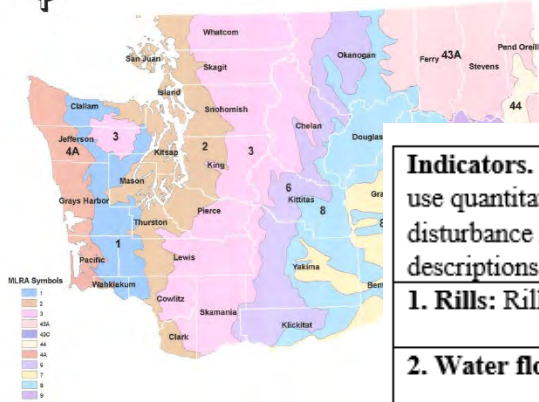 Whatcom
San Juan
Skagit
Okanogan
Ferry 43A
Stevens
Pend Oreill
44
Island
Clallam
Snohomish
Chelan
Douglas
Jefferson
3
4A
Kitsap
2
King
3
Mason
Grays Harbor
6
Kittitas
8
Gra
8
Thurston
Pierce
1
Pacific
Lewis
Yakima
Bent
MLRA Symbols
Wahkiakum
Cowlitz
Skamania
Klickitat
Clark
1
2
3
43A
43C
44
4A
6
7
8
9
Indicators.
use quantita
disturbance
descriptions
1. Rills: Rill
2. Water flo